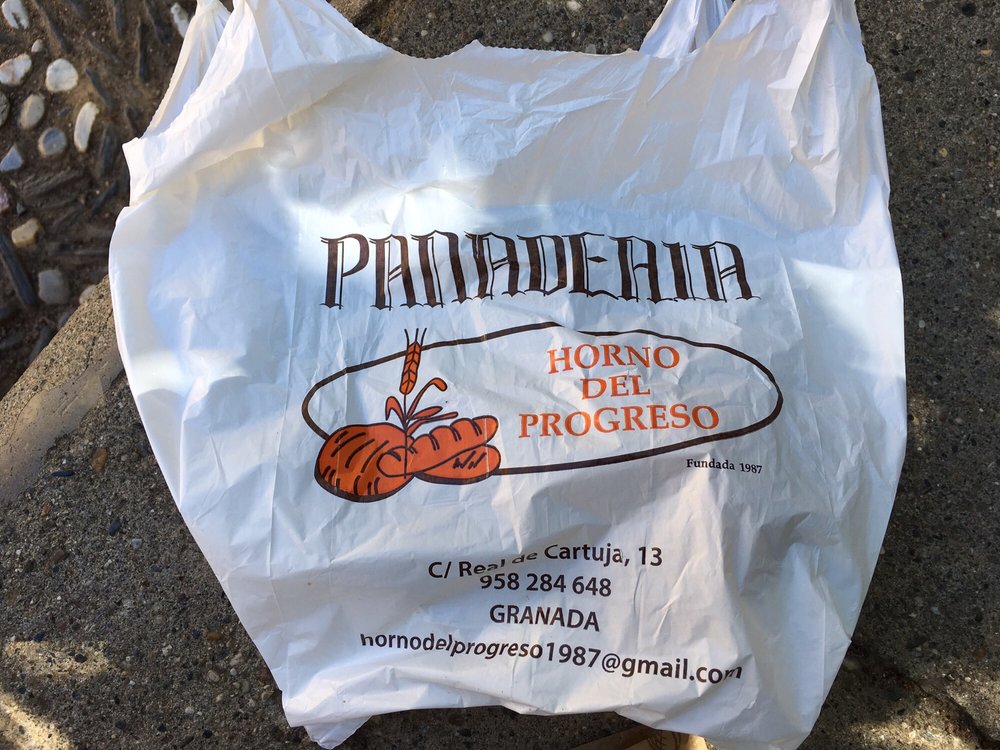 PANADERIA
HORNO
DEL
PROGRESO
Fundada 1987
C/ Real de Cartuja, 13
958 284 648
GRANADA
hornodelprogreso1987@gmail.com